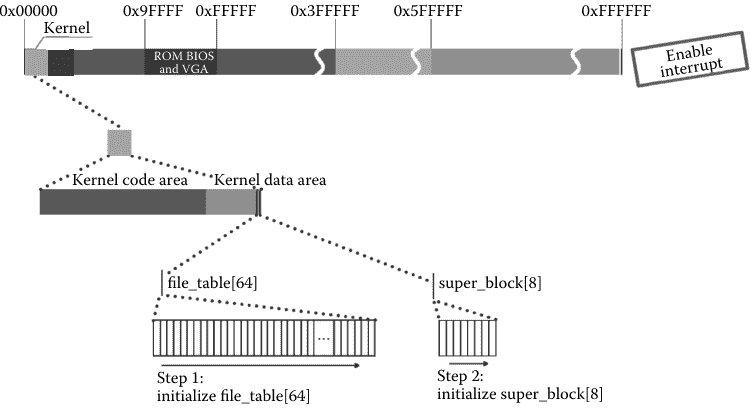 0x00000 0x9FFFF 0xFFFFF 0x3FFFFF 0x5FFFFF 0xFFFFFF
Kernel
ROM BIOS
and VGA
Enable
interrupt
Kernel code area Kernel data area
file_table[64] super_block[8]
...
Step 1:
initialize file_table[64]
Step 2:
initialize super_block[8]